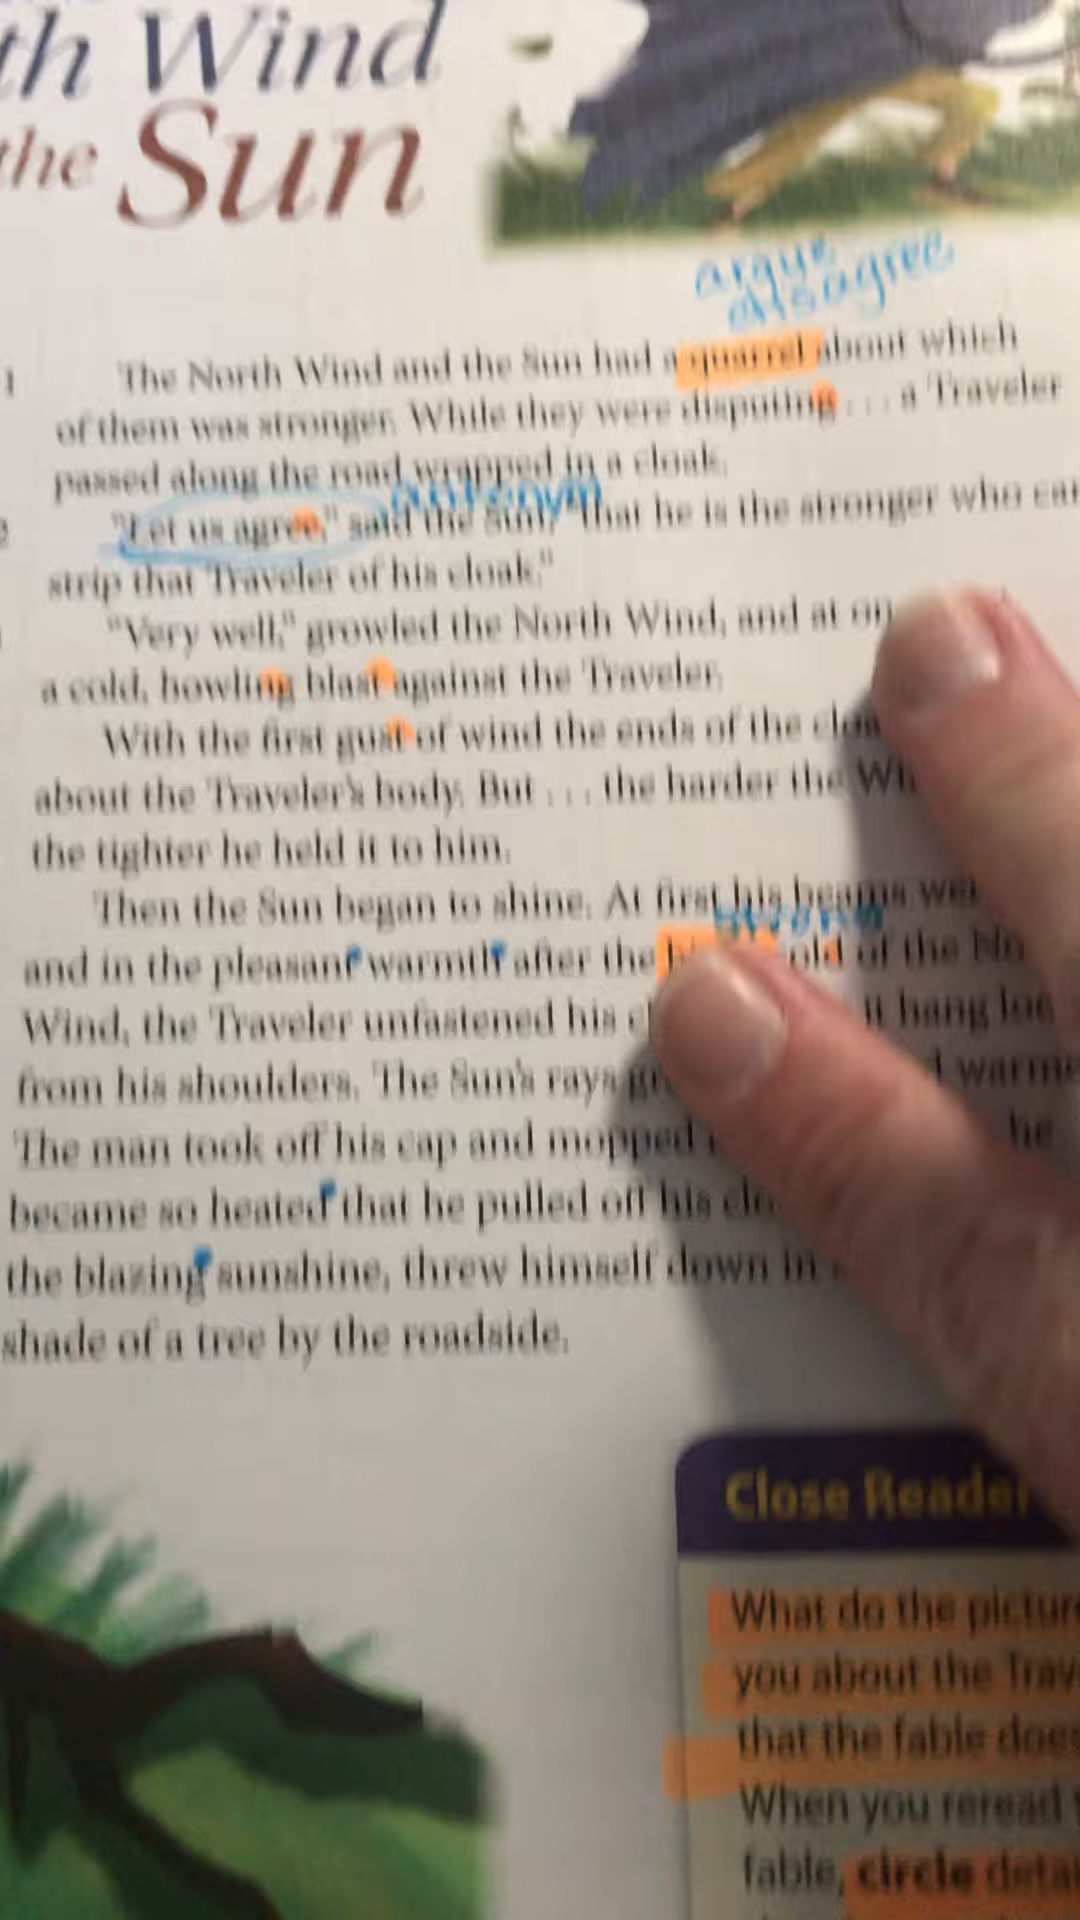 th Wind
the Sun
argue
disagree
1 The North Wind and the Sun had a quarrel about which
of them was stronger. While they were disputing . . . a Traveler
passed along the road wrapped in a cloak.
antonym
2 "Let us agree," said the Sun, "that he is the stronger who can
strip that Traveler of his cloak."
"Very well," growled the North Wind, and at
a cold, howling blast against the Traveler.
With the first gust of wind the ends of the
about the Traveler's body. But . . . the harder the
the tighter he held it to him.
Then the Sun began to shine. At first his beams
strong
and in the pleasant warmth after the of the
Wind, the Traveler unfastened his it hang
from his shoulders. The Sun's rays
The man took off his cap and mopped he
became so heated that he pulled off his
the blazing sunshine, threw himself down in
shade of a tree by the roadside.
Close Reader
What do the
you about the
that the fable
When you reread
fable, circle